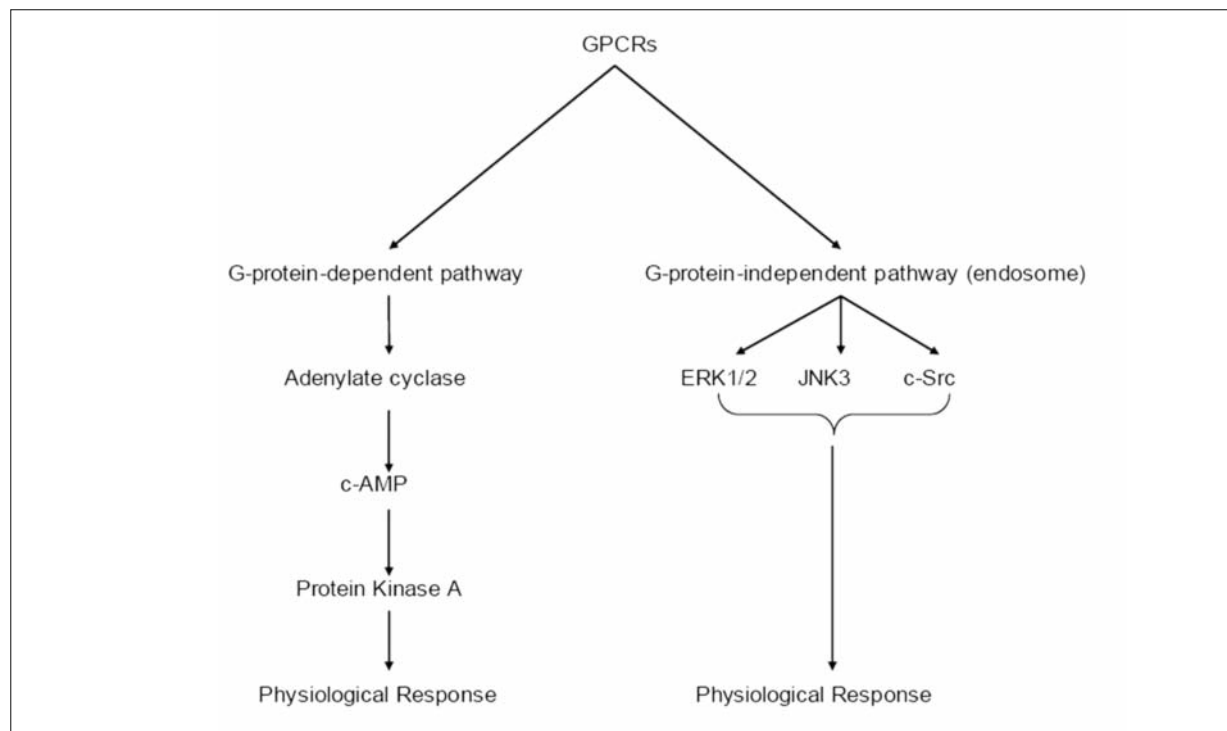 GPCRs
G-protein-dependent pathway
G-protein-independent pathway (endosome)
Adenylate cyclase
ERK1/2
JNK3
c-Src
c-AMP
Protein Kinase A
Physiological Response
Physiological Response